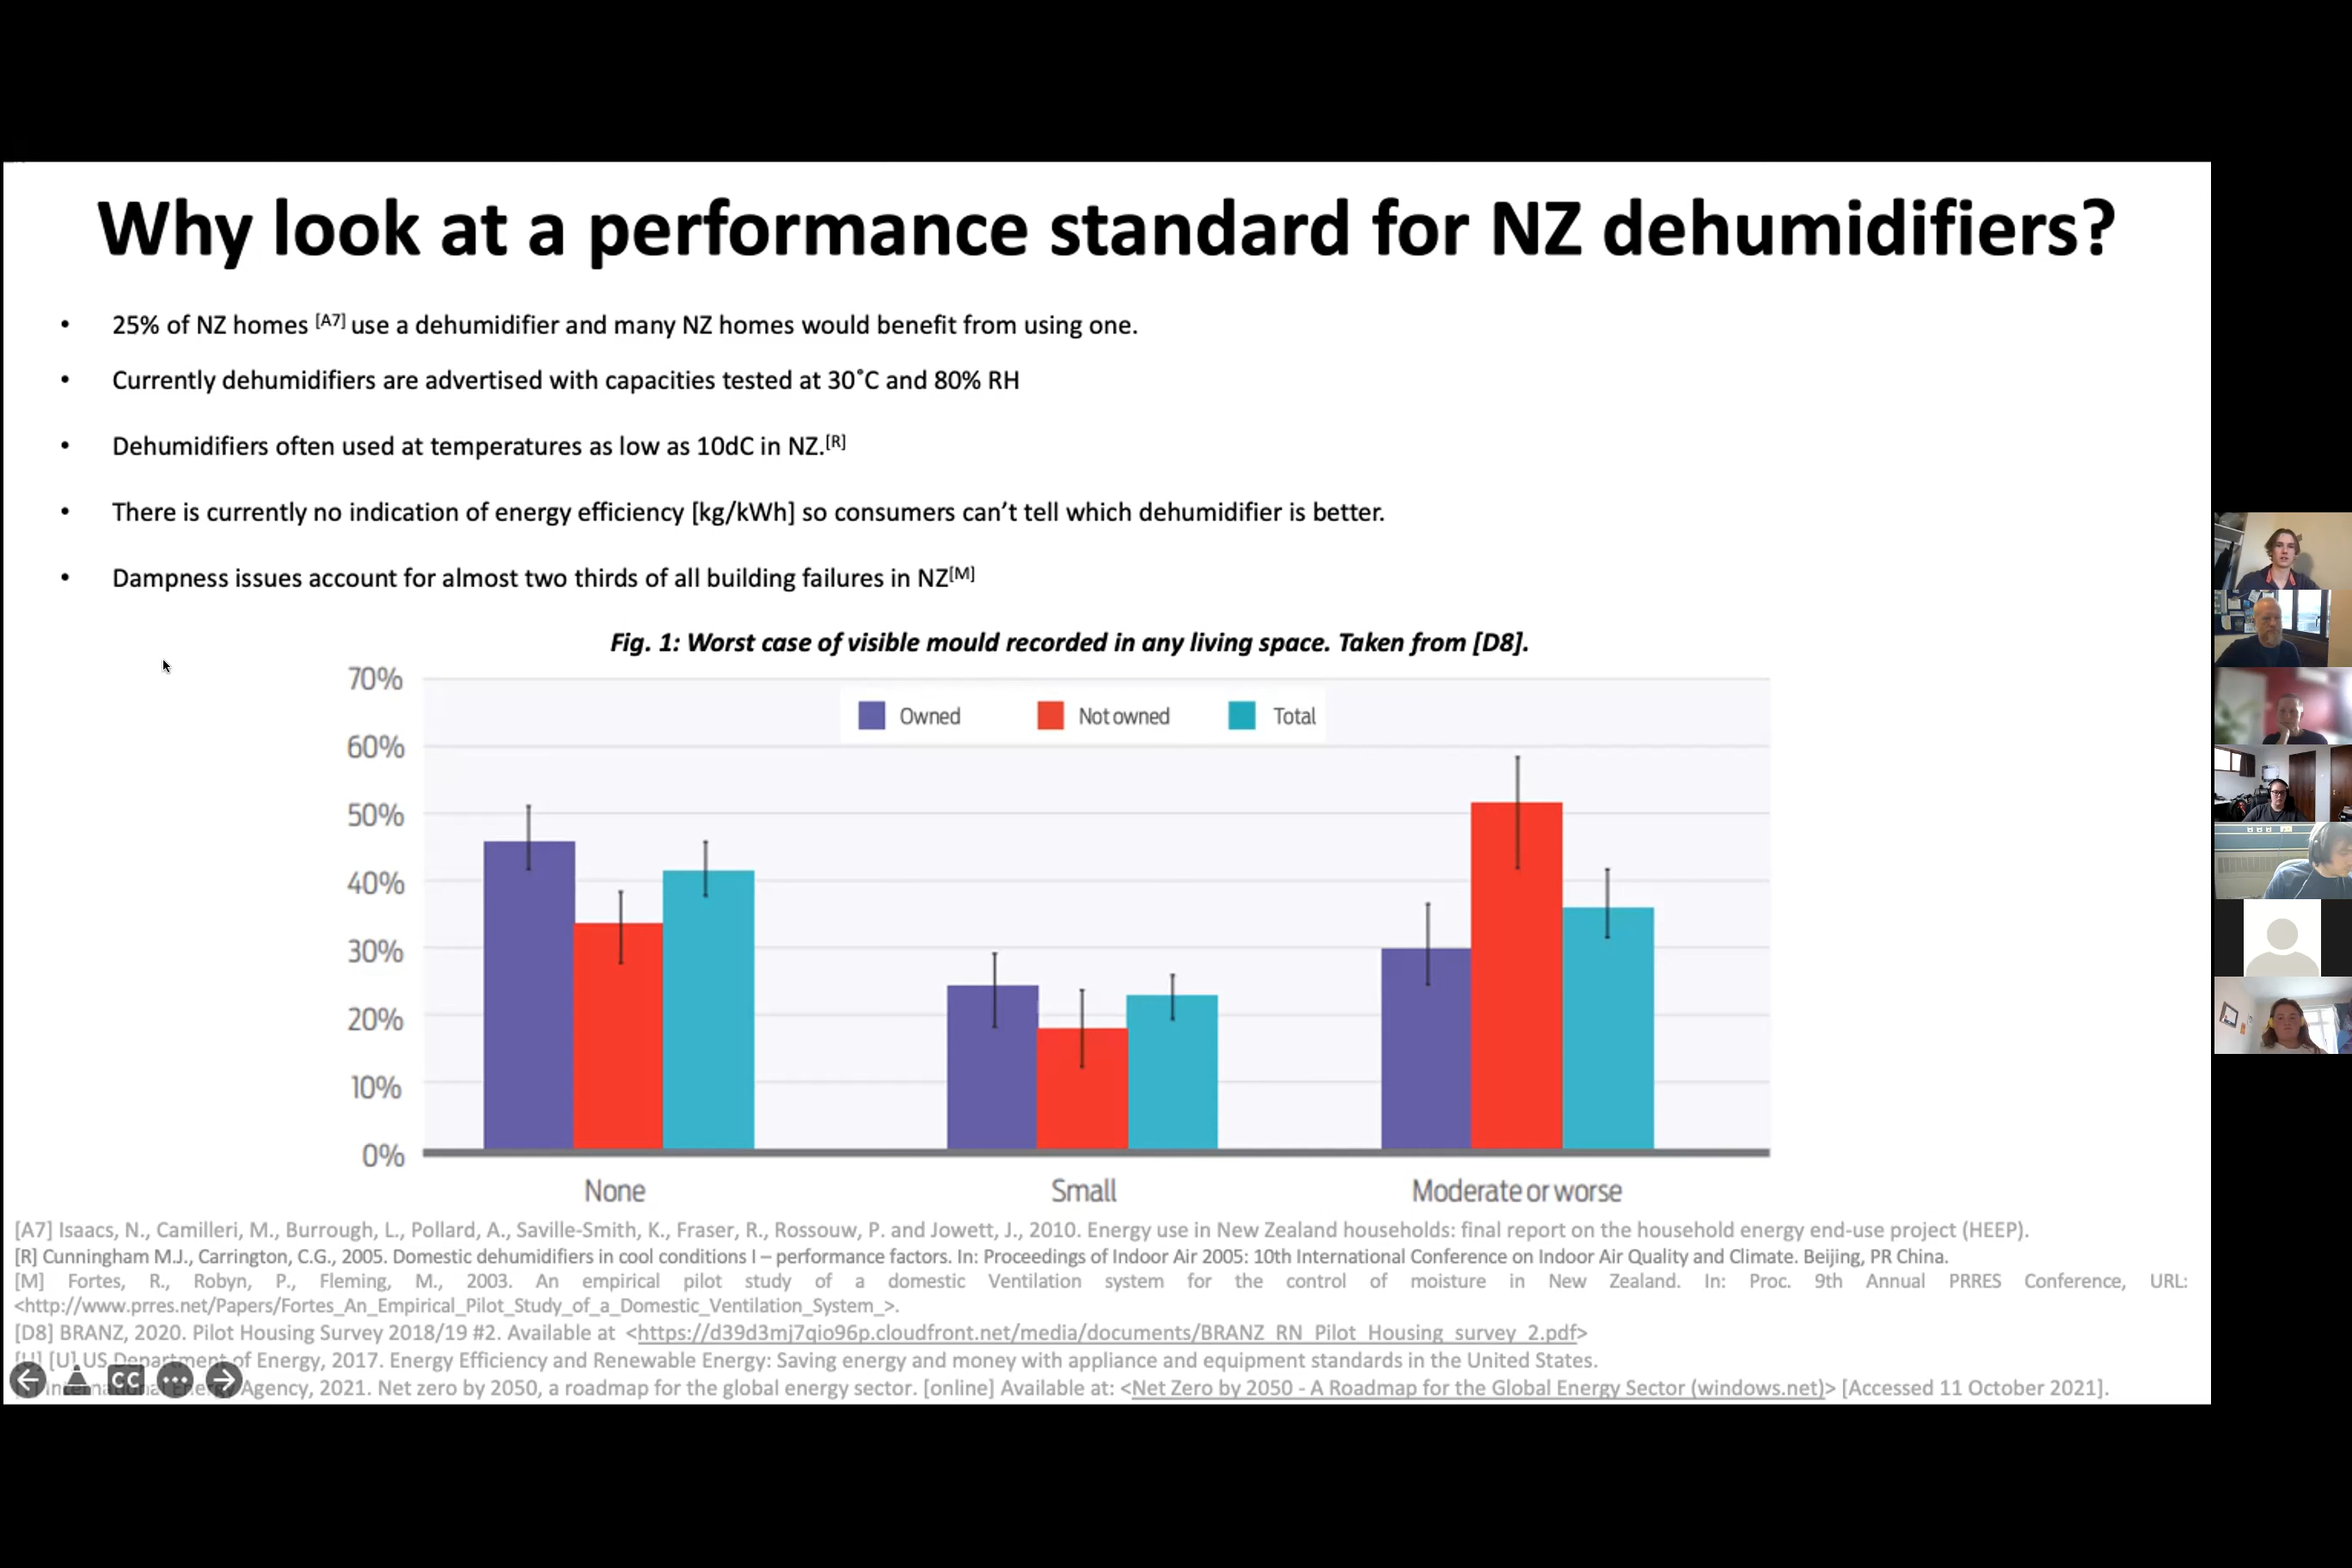 Why look at a performance standard for NZ dehumidifiers?
• 25% of NZ homes [A7] use a dehumidifier and many NZ homes would benefit from using one.
• Currently dehumidifiers are advertised with capacities tested at 30˚C and 80% RH
• Dehumidifiers often used at temperatures as low as 10dC in NZ.[R]
• There is currently no indication of energy efficiency [kg/kWh] so consumers can’t tell which dehumidifier is better.
• Dampness issues account for almost two thirds of all building failures in NZ[M]
Fig. 1: Worst case of visible mould recorded in any living space. Taken from [D8].
70%
Owned Not owned Total
60%
50%
40%
30%
20%
10%
0%
None Small Moderate or worse
[A7] Isaacs, N., Camilleri, M., Burrough, L., Pollard, A., Saville-Smith, K., Fraser, R., Rossouw, P. and Jowett, J., 2010. Energy use in New Zealand households: final report on the household energy end-use project (HEEP).
[R] Cunningham M.J., Carrington, C.G., 2005. Domestic dehumidifiers in cool conditions I – performance factors. In: Proceedings of Indoor Air 2005: 10th International Conference on Indoor Air Quality and Climate. Beijing, PR China.
[M] Fortes, R., Robyn, P., Fleming, M., 2003. An empirical pilot study of a domestic Ventilation system for the control of moisture in New Zealand. In: Proc. 9th Annual PRRES Conference, URL:
<http://www.prres.net/Papers/Fortes_An_Empirical_Pilot_Study_of_a_Domestic_Ventilation_System_>.
[D8] BRANZ, 2020. Pilot Housing Survey 2018/19 #2. Available at <https://d39d3mj7qio96p.cloudfront.net/media/documents/BRANZ_RN_Pilot_Housing_survey_2.pdf>
[U] [U] US Department of Energy, 2017. Energy Efficiency and Renewable Energy: Saving energy and money with appliance and equipment standards in the United States.
International Energy Agency, 2021. Net zero by 2050, a roadmap for the global energy sector. [online] Available at: <Net Zero by 2050 - A Roadmap for the Global Energy Sector (windows.net)> [Accessed 11 October 2021].
CC